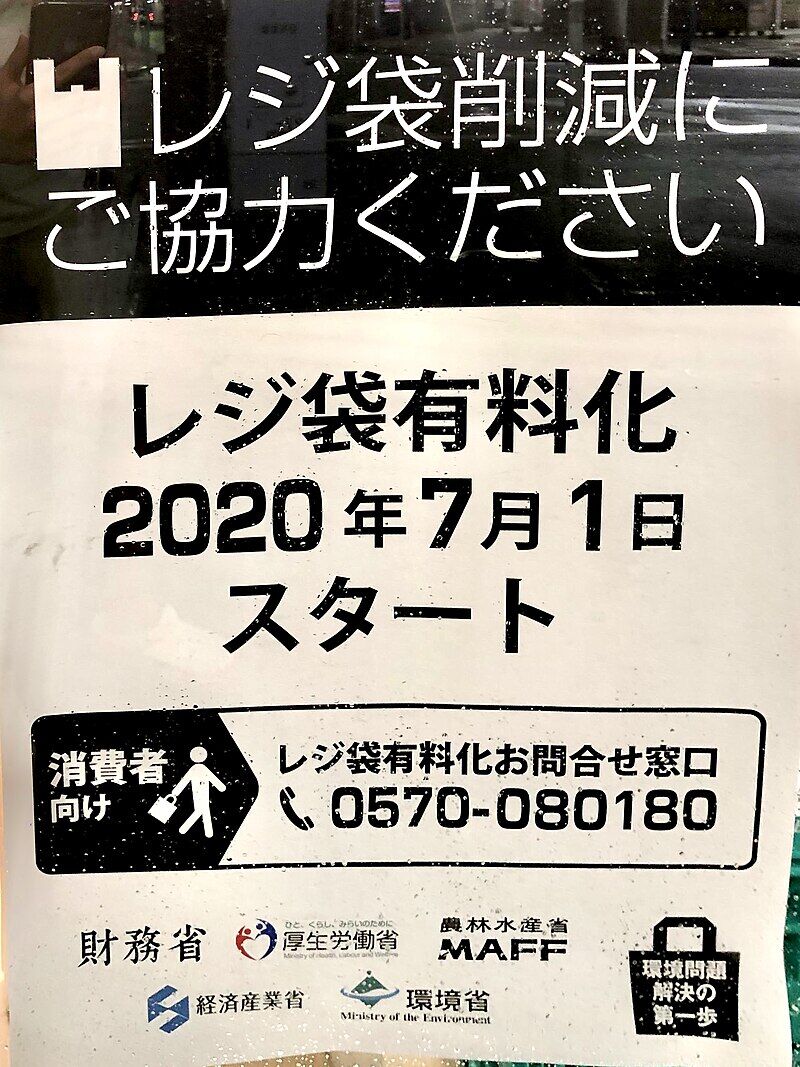 レジ袋削減に
ご協力ください
レジ袋有料化
2020年7月1日
スタート
消費者
向け
レジ袋有料化お問合せ窓口
0570-080180
財務省
ひと、くらし、みらいのために
厚生労働省
Ministry of Health, Labour and Welfare
農林水産省
MAFF
経済産業省
環境省
Ministry of the Environment
環境問題
解決の
第一歩